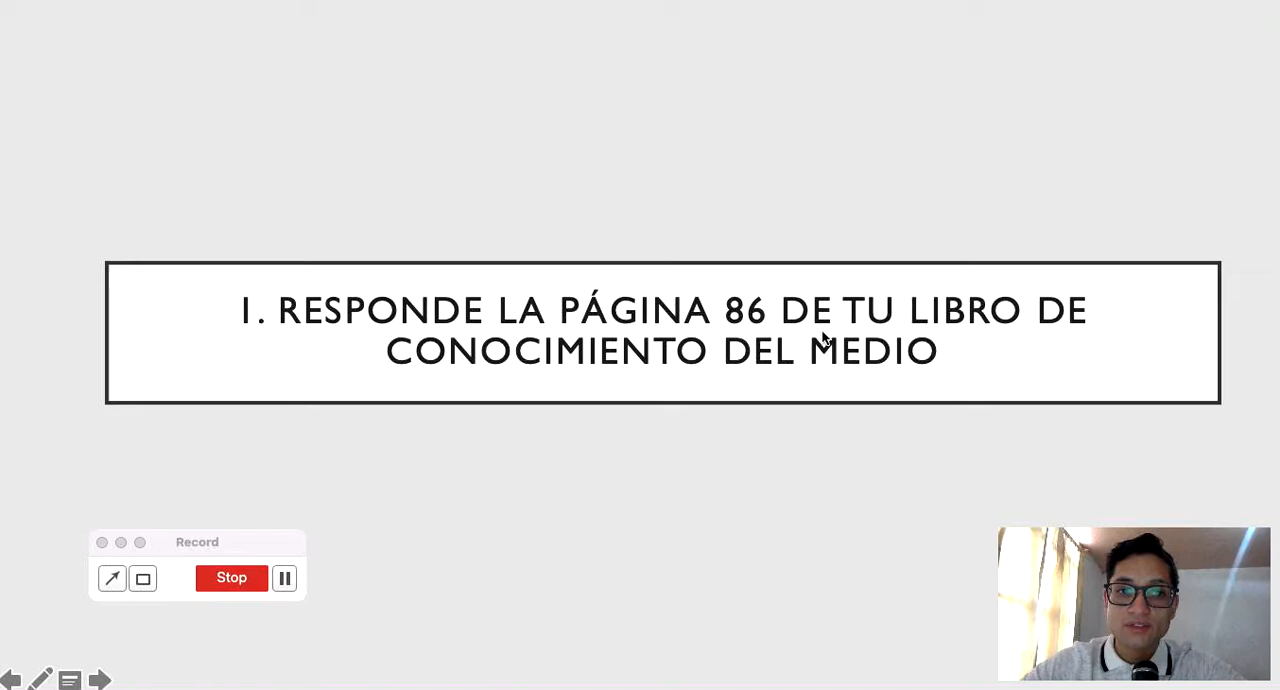 1. RESPONDE LA PÁGINA 86 DE TU LIBRO DE
CONOCIMIENTO DEL MEDIO
Record
Stop